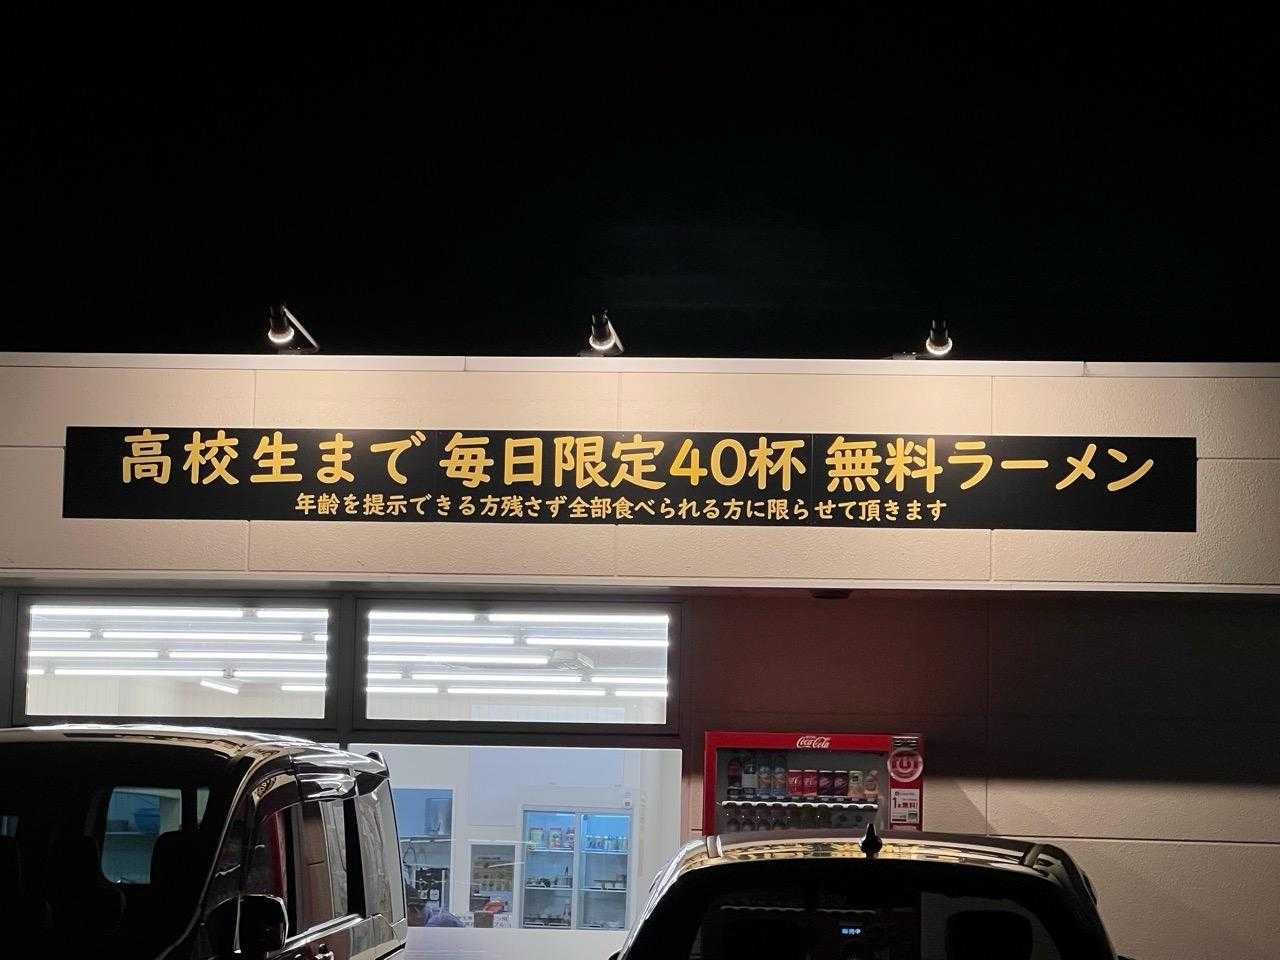 高校生まで 毎日限定40杯 無料ラーメン
年齢を提示できる方残さず全部食べられる方に限らせて頂きます
Coca-Cola